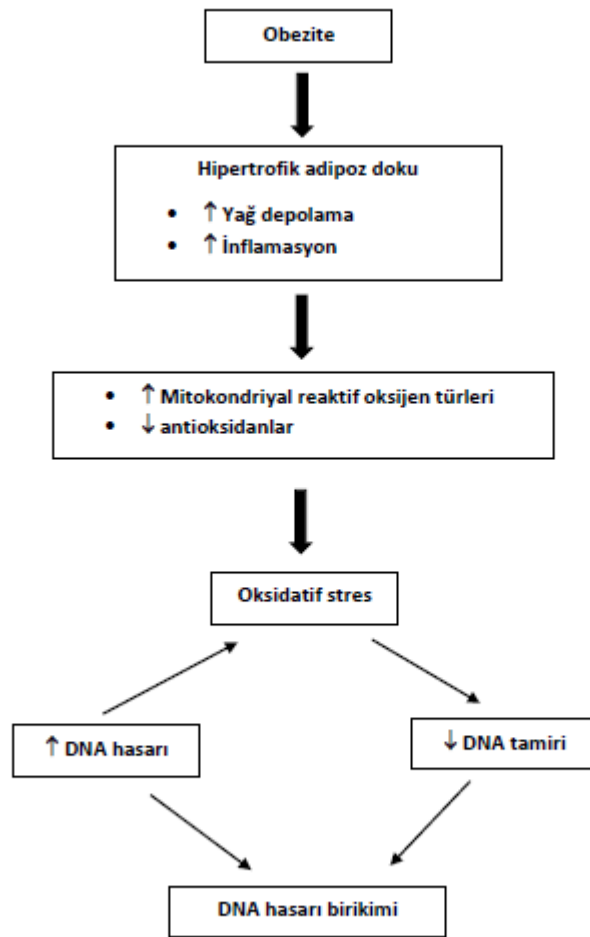 Obezite
Hipertrofik adipoz doku
• ↑ Yağ depolama
• ↑ İnflamasyon
• ↑ Mitokondriyal reaktif oksijen türleri
• ↓ antioksidanlar
Oksidatif stres
↑ DNA hasarı
↓ DNA tamiri
DNA hasarı birikimi